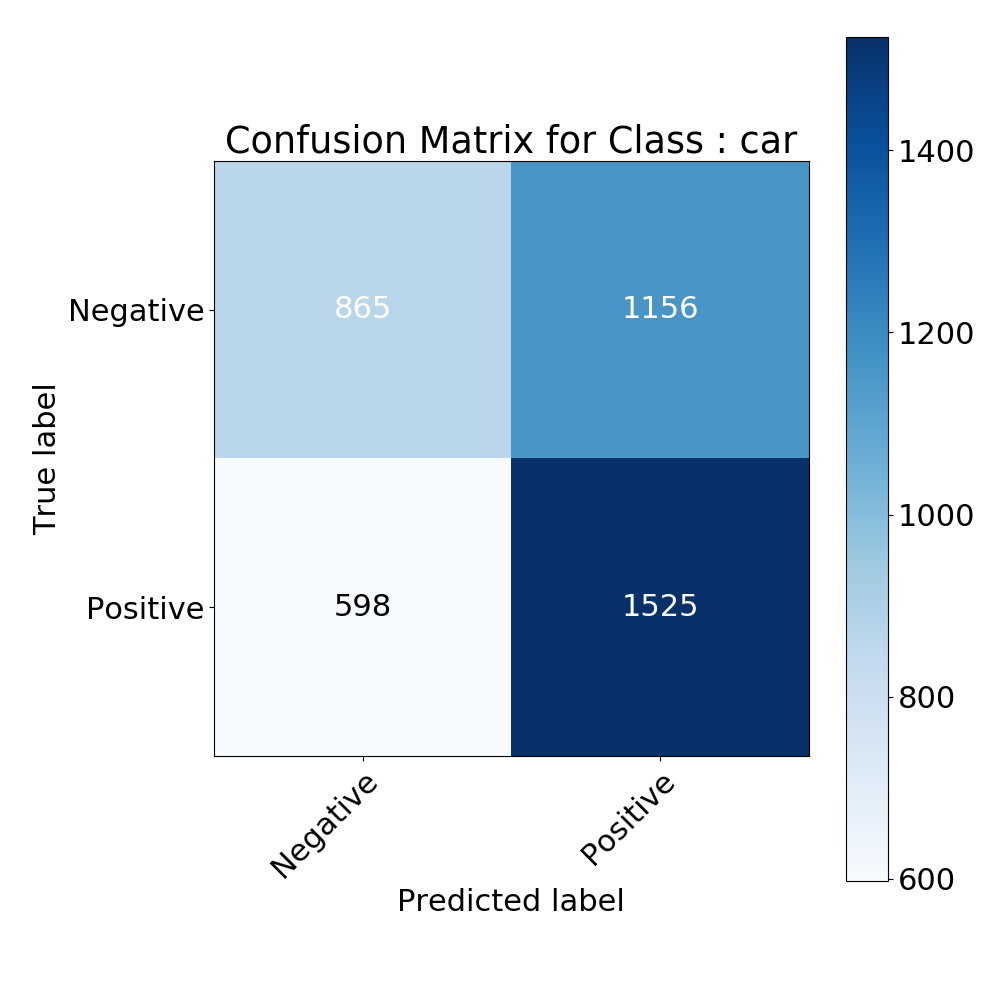 Confusion Matrix for Class : car
True label
Negative
865
1156
Positive
598
1525
Negative
Positive
Predicted label
1400
1200
1000
800
600